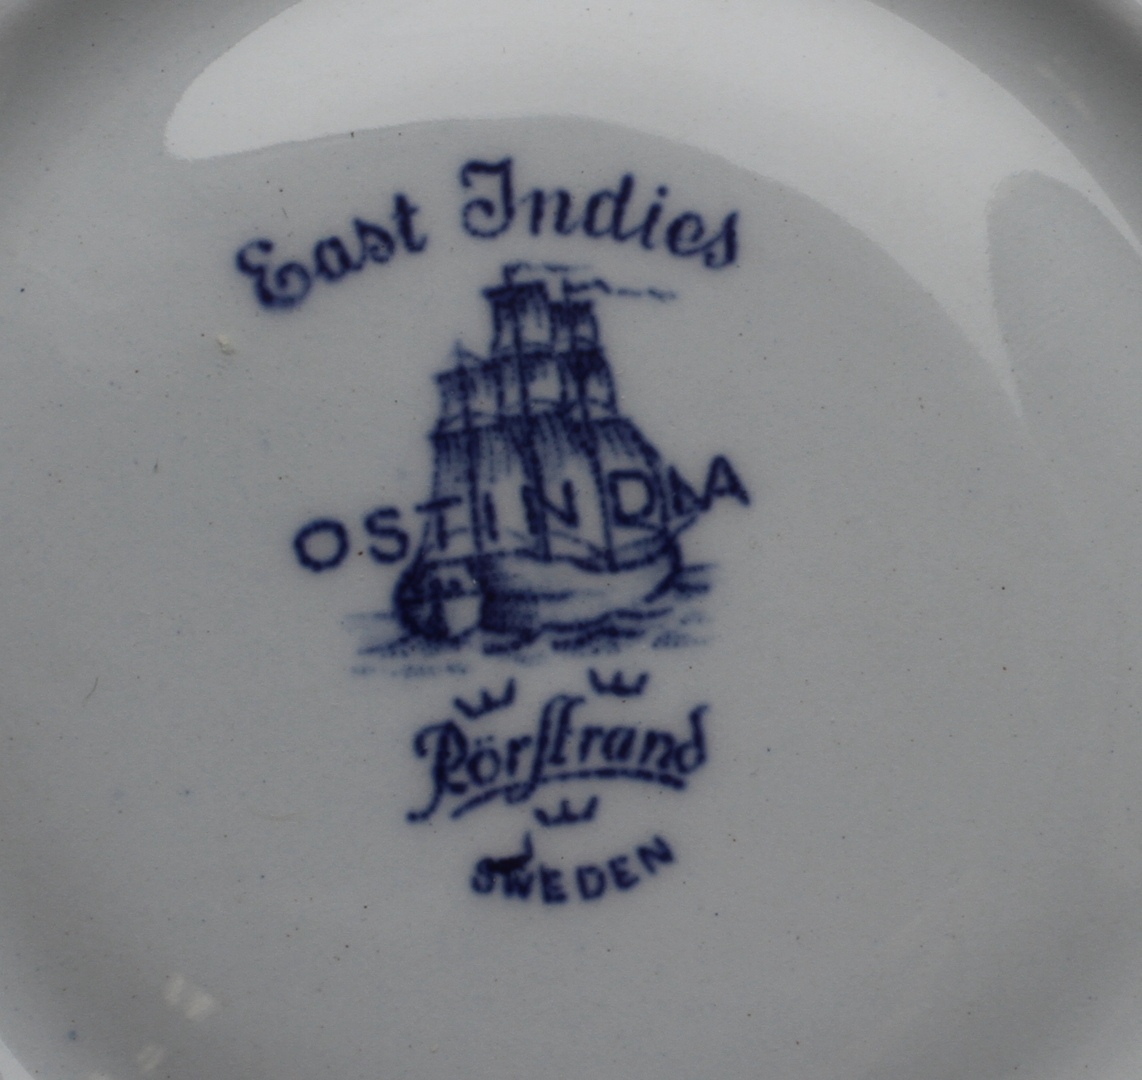 East Indies
OSTINDIA
Rörstrand
SWEDEN